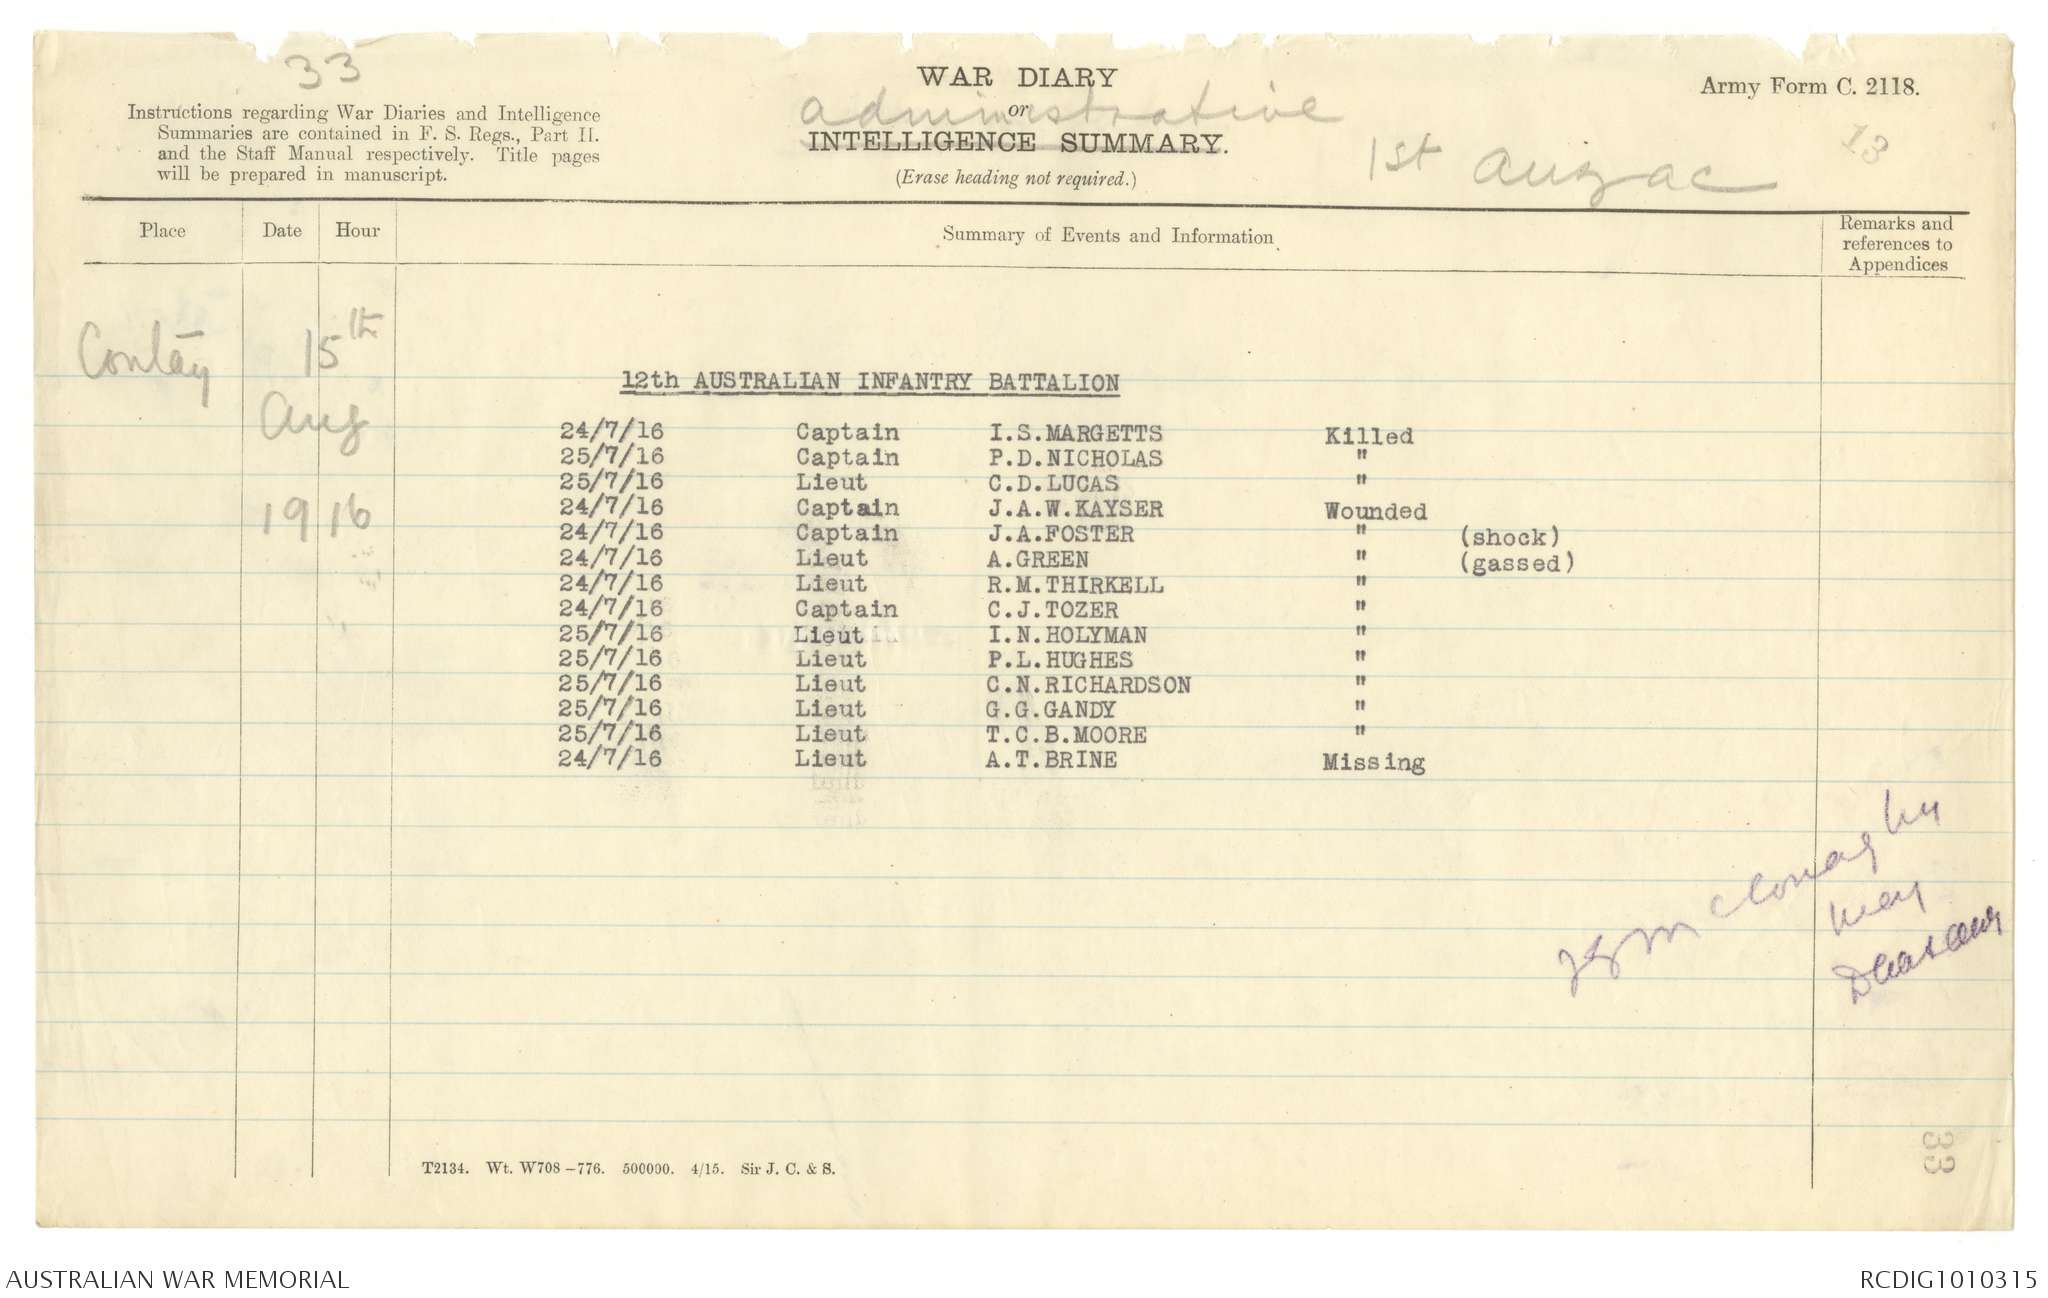 33
WAR DIARY
or
administrative
INTELLIGENCE SUMMARY.
(Erase heading not required.)
Army Form C. 2118.
Instructions regarding War Diaries and Intelligence
Summaries are contained in F. S. Regs., Part II.
and the Staff Manual respectively. Title pages
will be prepared in manuscript.
1st Anzac
13
Place Date Hour Summary of Events and Information Remarks and
references to
Appendices
Contay 15th
Aug
1916
12th AUSTRALIAN INFANTRY BATTALION
24/7/16 Captain I.S.MARGETTS Killed
25/7/16 Captain P.D.NICHOLAS "
25/7/16 Lieut C.D.LUCAS "
24/7/16 Captain J.A.W.KAYSER Wounded
24/7/16 Captain J.A.FOSTER " (shock)
24/7/16 Lieut A.GREEN " (gassed)
24/7/16 Lieut R.M.THIRKELL "
24/7/16 Captain C.J.TOZER "
25/7/16 Lieut I.N.HOLYMAN "
25/7/16 Lieut P.L.HUGHES "
25/7/16 Lieut C.N.RICHARDSON "
25/7/16 Lieut G.G.GANDY "
25/7/16 Lieut T.C.B.MOORE "
24/7/16 Lieut A.T.BRINE Missing
33
T2134. Wt. W708–776. 500000. 4/15. Sir J. C. & S.
AUSTRALIAN WAR MEMORIAL
RCDIG1010315